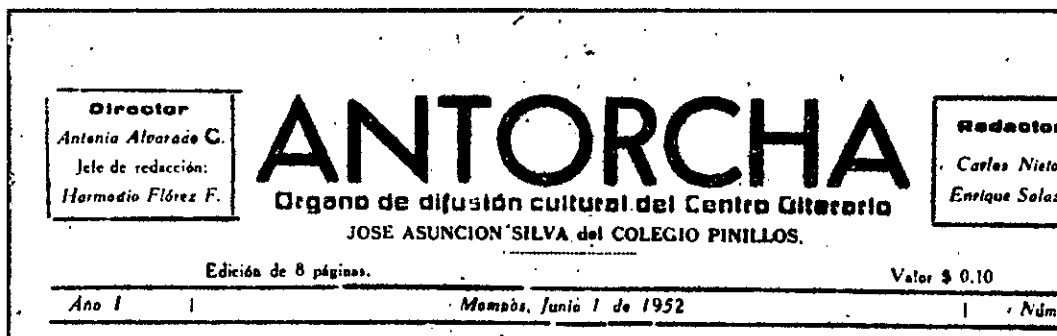 Director
Antonia Alvarado C.
Jefe de redacción:
Harmodio Flórez F.
ANTORCHA
Organo de difusión cultural del Centro Literario
JOSE ASUNCION SILVA del COLEGIO PINILLOS.
Redactor
Carlos Nieto
Enrique Salas
Edición de 8 páginas.
Valor $ 0.10
Año I
Mompós, Junio 1 de 1952
Núm